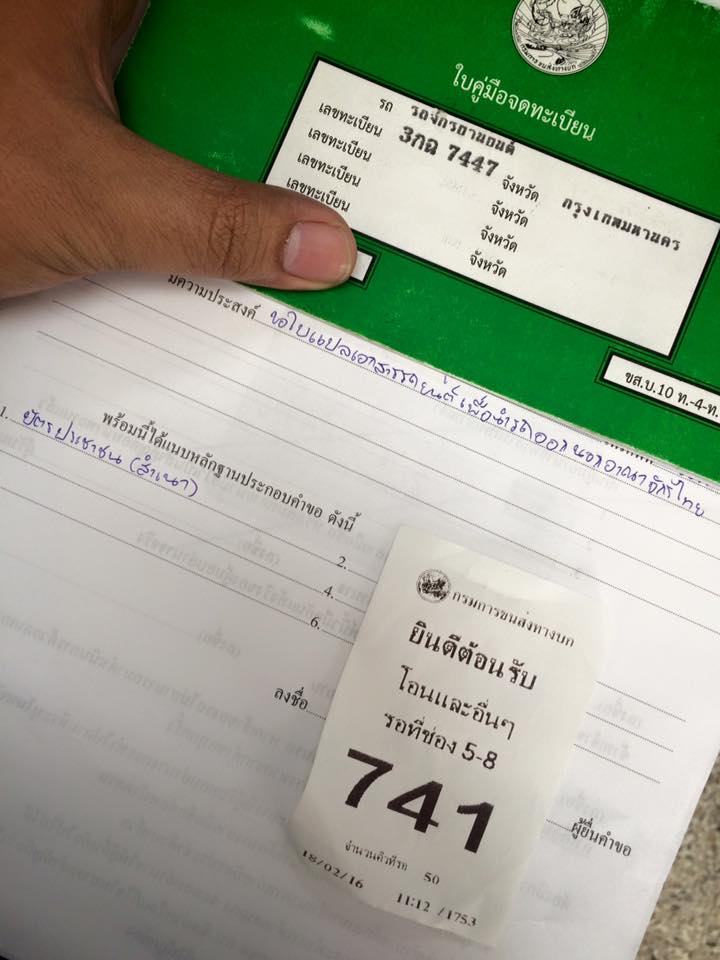 กรมการขนส่งทางบก
ใบคู่มือจดทะเบียน
รถ รถจักรยานยนต์
เลขทะเบียน 3กฉ 7447 จังหวัด กรุงเทพมหานคร
เลขทะเบียน จังหวัด
เลขทะเบียน จังหวัด
เลขทะเบียน จังหวัด
ขส.บ.10 ท.-4-ท.
มีความประสงค์ ขอใบแปลเอกสารรถยนต์เพื่อนำรถออกนอกอาณาจักรไทย
พร้อมนี้ได้แนบหลักฐานประกอบคำขอ ดังนี้
1. บัตรประชาชน (สำเนา)
2.
4.
6.
ลงชื่อ
ผู้ยื่นคำขอ
กรมการขนส่งทางบก
ยินดีต้อนรับ
โอนและอื่นๆ
รอที่ช่อง 5-8
741
จำนวนคิวที่รอ 50
18/02/16 11:12 /1753